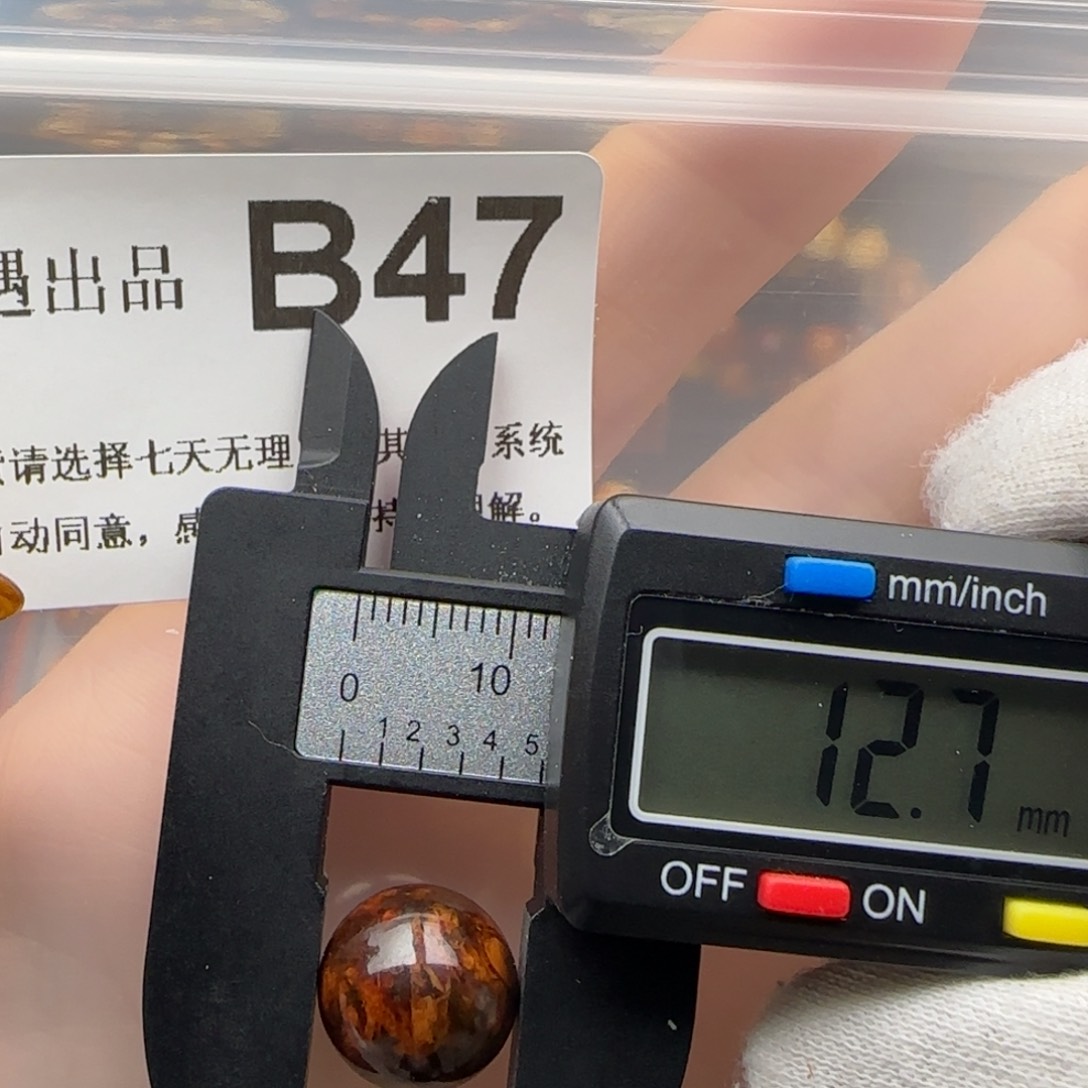 遇出品 B47
请选择七天无理 其 系统
动同意，感 持 解。
mm/inch
0 10
1 2 3 4 5
12.7 mm
OFF ON